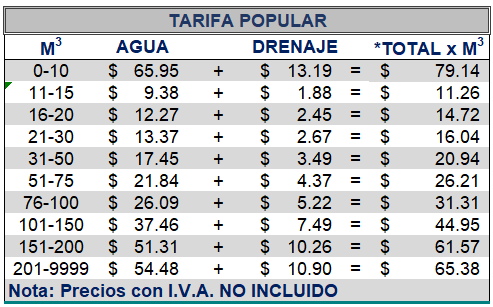 TARIFA POPULAR
M³ AGUA DRENAJE *TOTAL x M³
0-10 $ 65.95 + $ 13.19 = $ 79.14
11-15 $ 9.38 + $ 1.88 = $ 11.26
16-20 $ 12.27 + $ 2.45 = $ 14.72
21-30 $ 13.37 + $ 2.67 = $ 16.04
31-50 $ 17.45 + $ 3.49 = $ 20.94
51-75 $ 21.84 + $ 4.37 = $ 26.21
76-100 $ 26.09 + $ 5.22 = $ 31.31
101-150 $ 37.46 + $ 7.49 = $ 44.95
151-200 $ 51.31 + $ 10.26 = $ 61.57
201-9999 $ 54.48 + $ 10.90 = $ 65.38
Nota: Precios con I.V.A. NO INCLUIDO